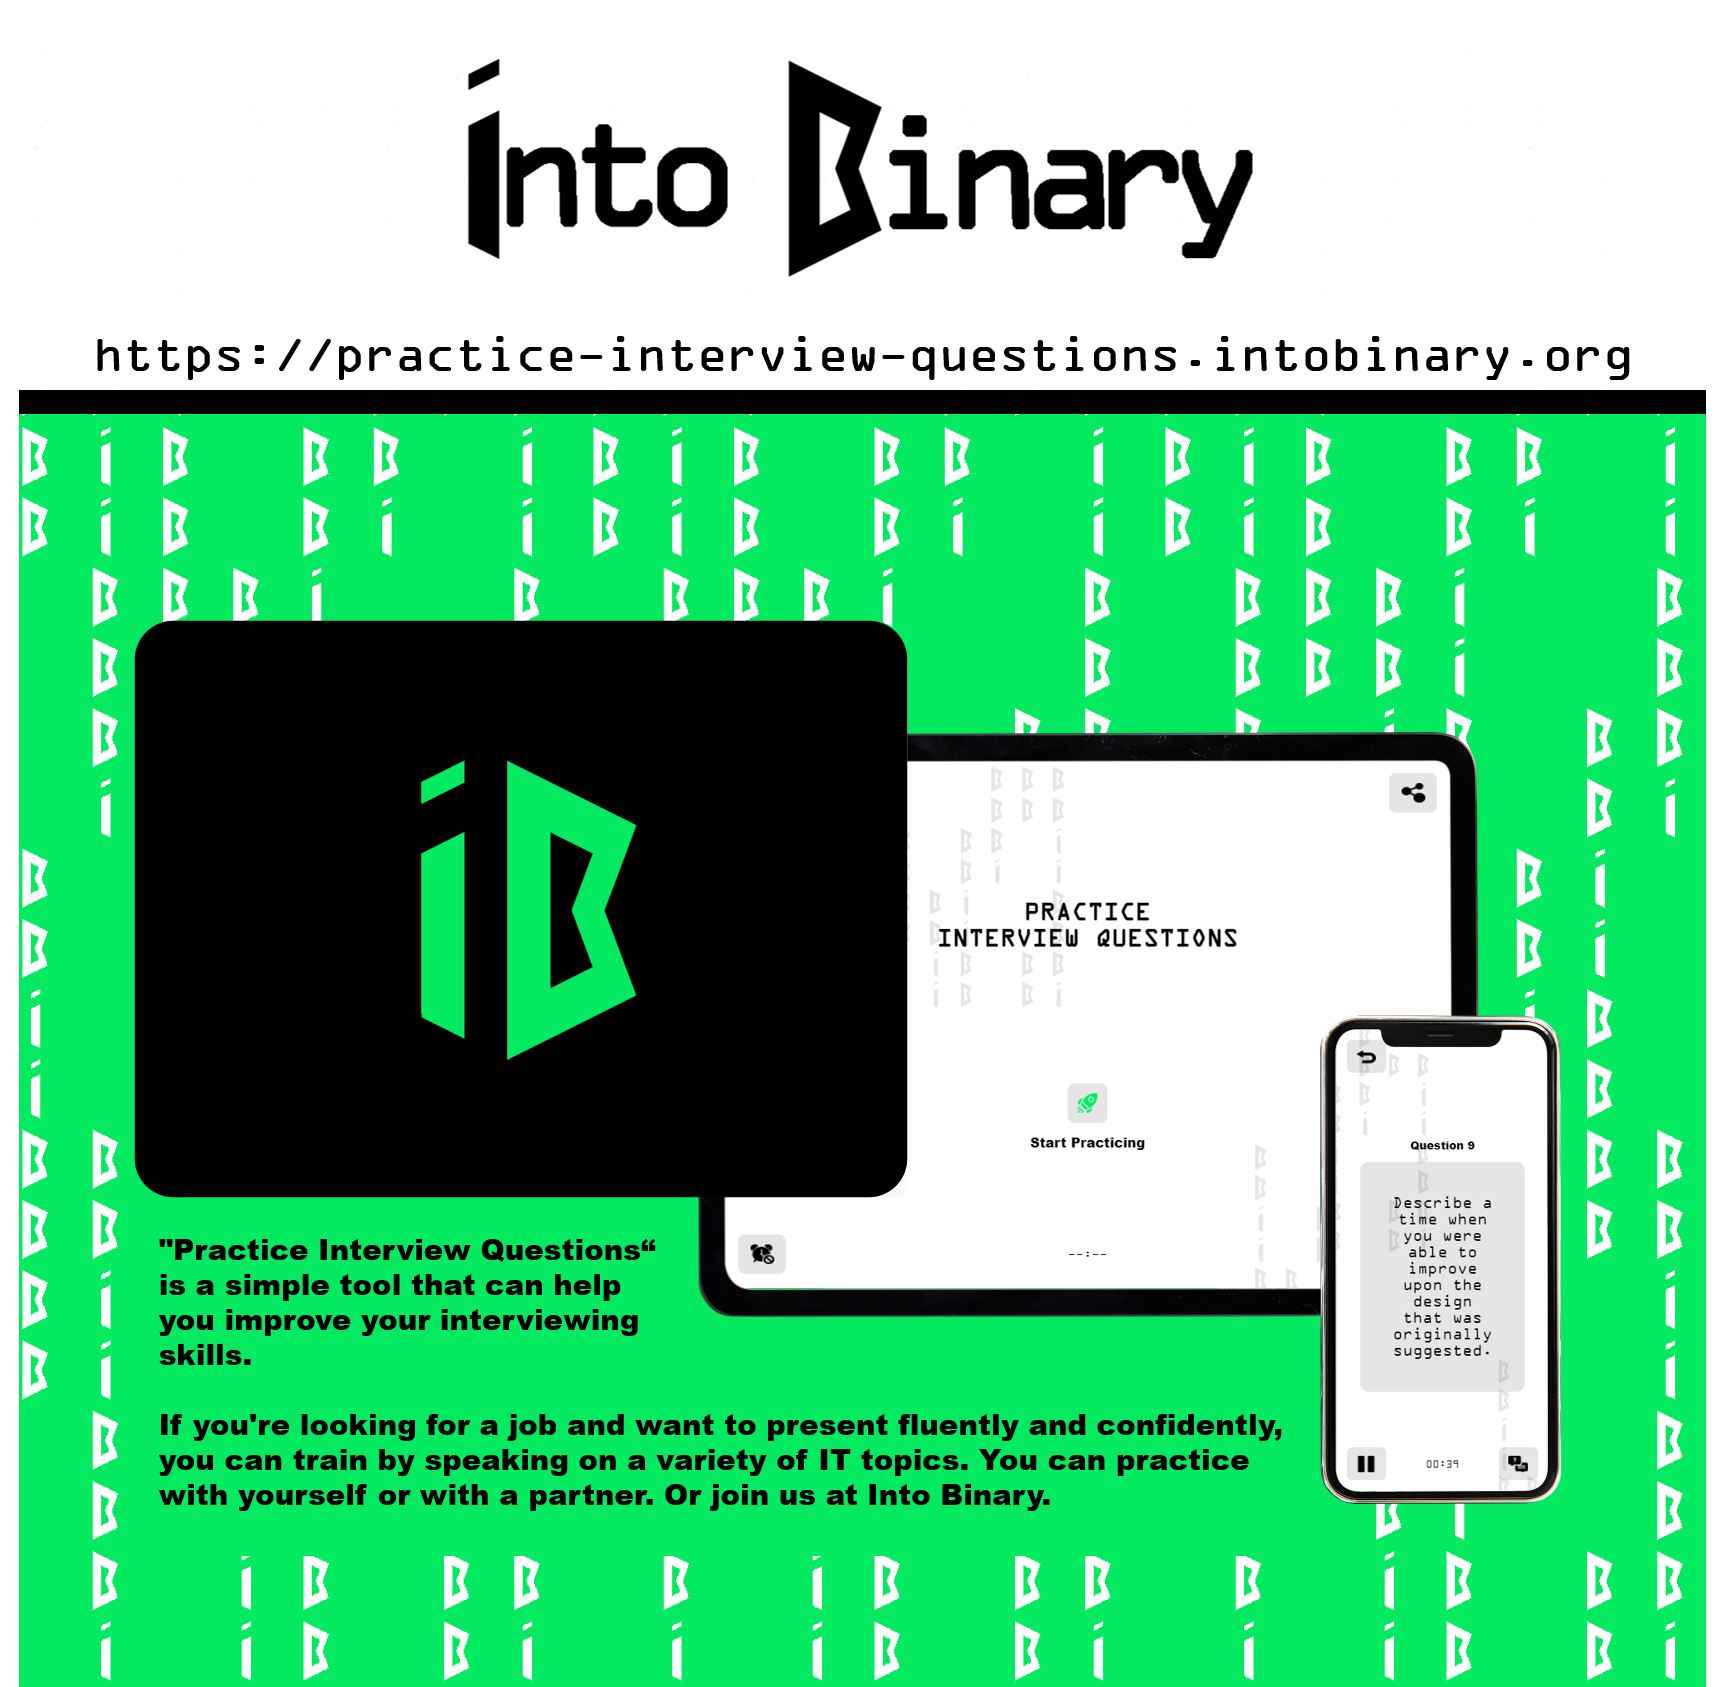 into Binary
https://practice-interview-questions.intobinary.org
iB
PRACTICE
INTERVIEW QUESTIONS
Start Practicing
--:--
Question 9
Describe a
time when
you were
able to
improve
upon the
design
that was
originally
suggested.
00:39
"Practice Interview Questions“
is a simple tool that can help
you improve your interviewing
skills.
If you're looking for a job and want to present fluently and confidently,
you can train by speaking on a variety of IT topics. You can practice
with yourself or with a partner. Or join us at Into Binary.